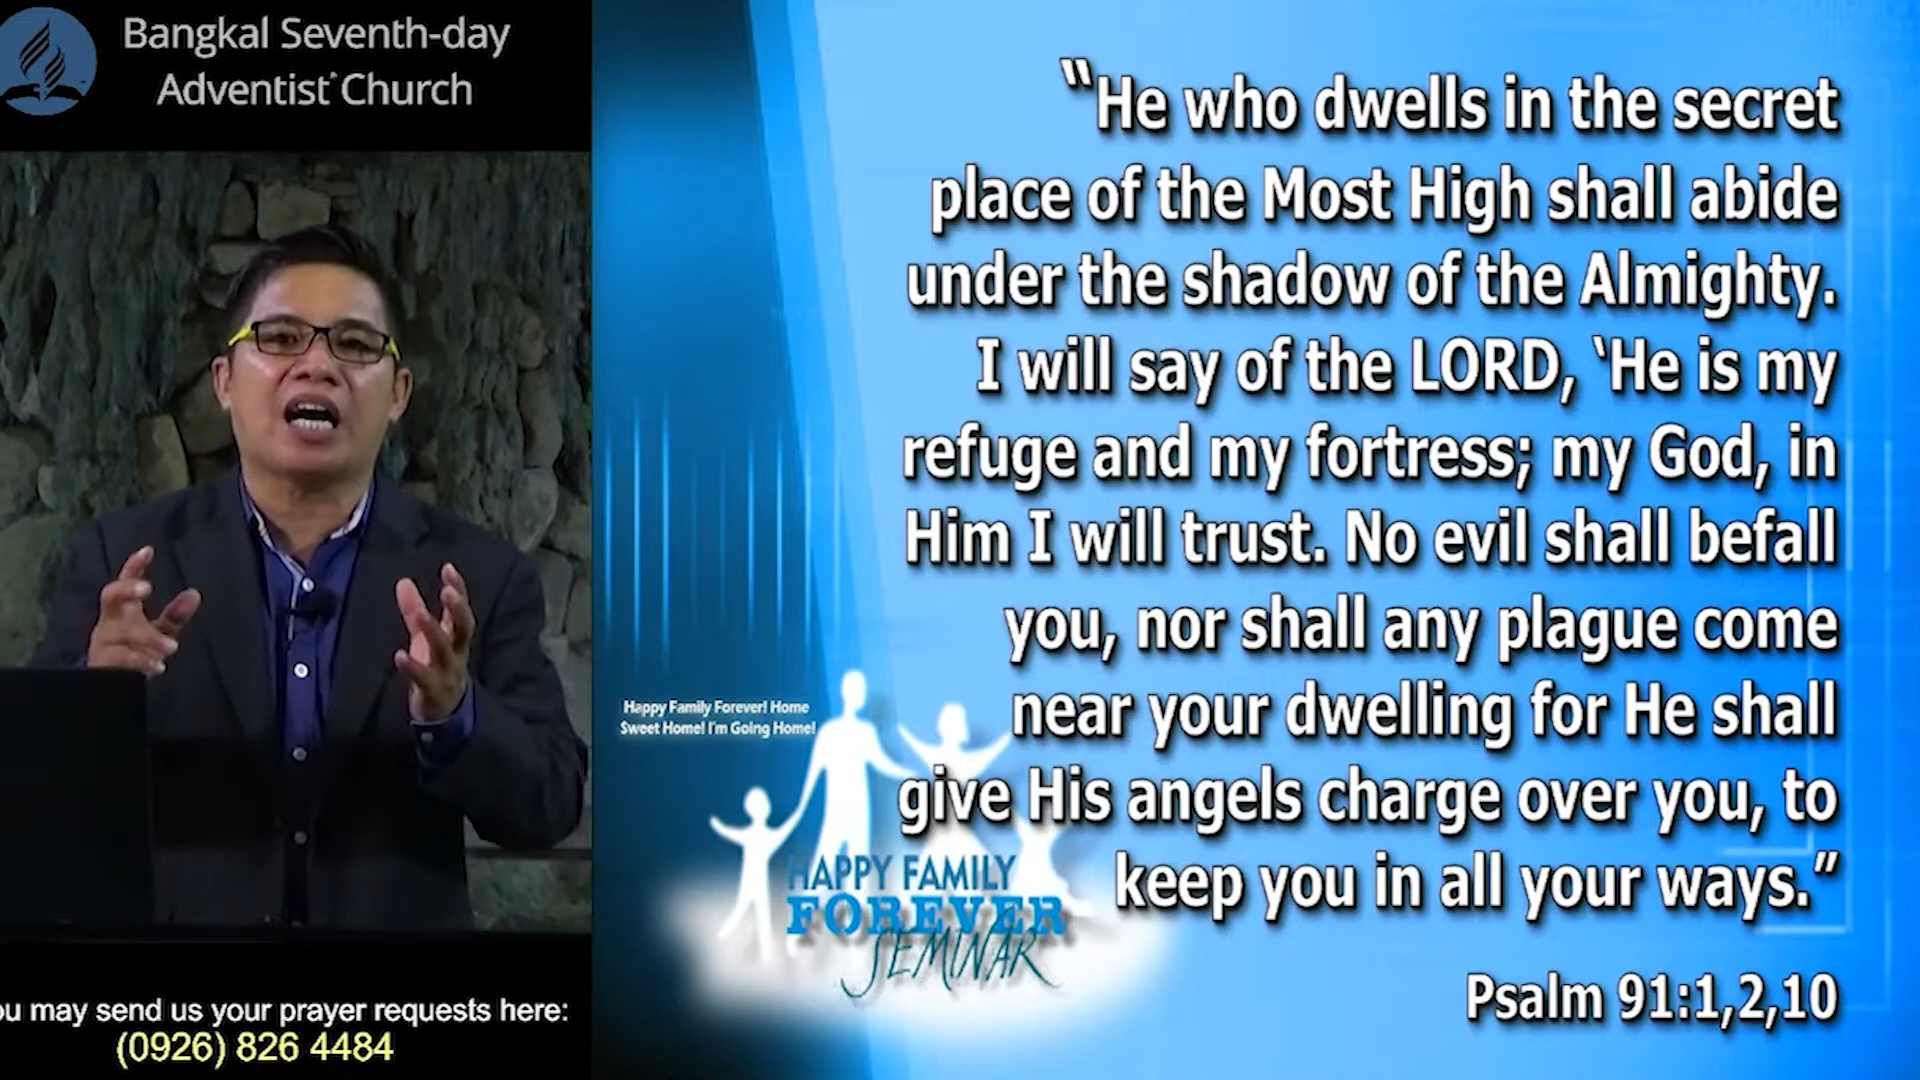 Bangkal Seventh-day
Adventist Church
“He who dwells in the secret
place of the Most High shall abide
under the shadow of the Almighty.
I will say of the LORD, ‘He is my
refuge and my fortress; my God, in
Him I will trust. No evil shall befall
you, nor shall any plague come
near your dwelling for He shall
give His angels charge over you, to
keep you in all your ways.”
Psalm 91:1,2,10
Happy Family Forever! Home
Sweet Home! I'm Going Home!
HAPPY FAMILY
FOREVER
SEMINAR
ou may send us your prayer requests here:
(0926) 826 4484